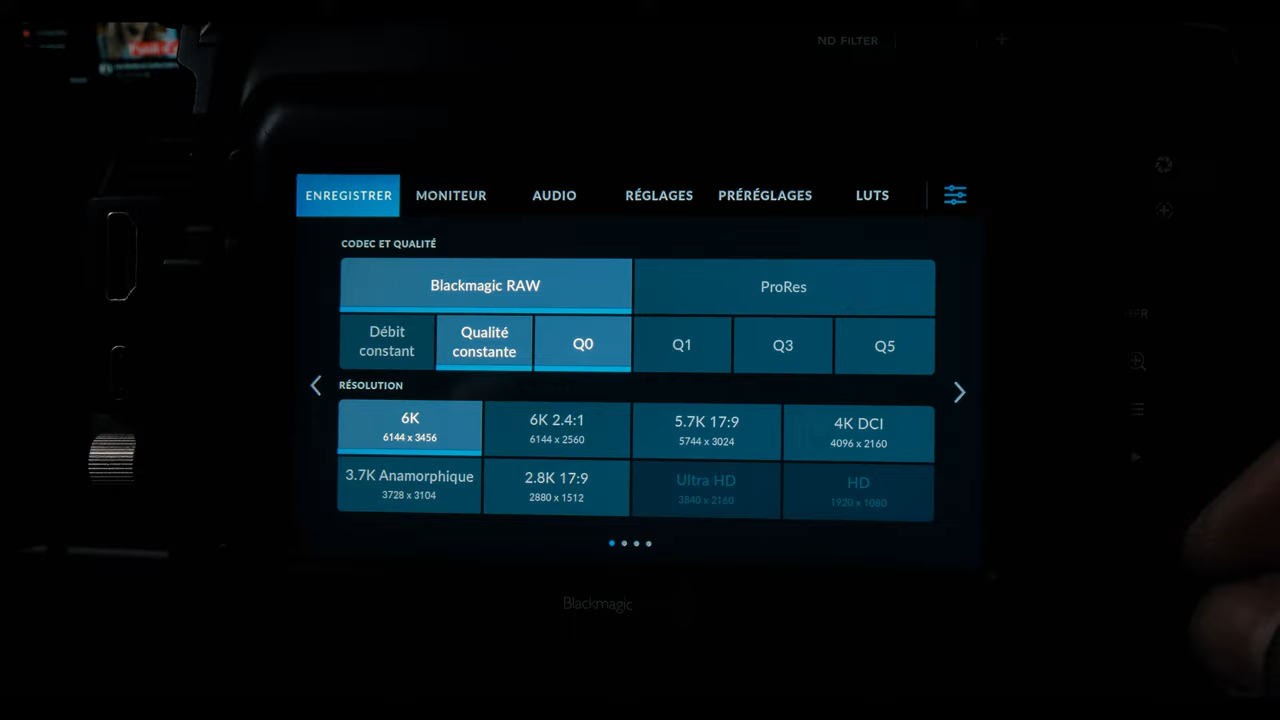 ND FILTER
ENREGISTRER MONITEUR AUDIO RÉGLAGES PRÉRÉGLAGES LUTS
CODEC ET QUALITÉ
Blackmagic RAW ProRes
Débit constant Qualité constante Q0 Q1 Q3 Q5
RÉSOLUTION
6K 6K 2.4:1 5.7K 17:9 4K DCI
6144 x 3456 6144 x 2560 5744 x 3024 4096 x 2160
3.7K Anamorphique 2.8K 17:9 Ultra HD HD
3728 x 3104 2880 x 1512 3840 x 2160 1920 x 1080
Blackmagic